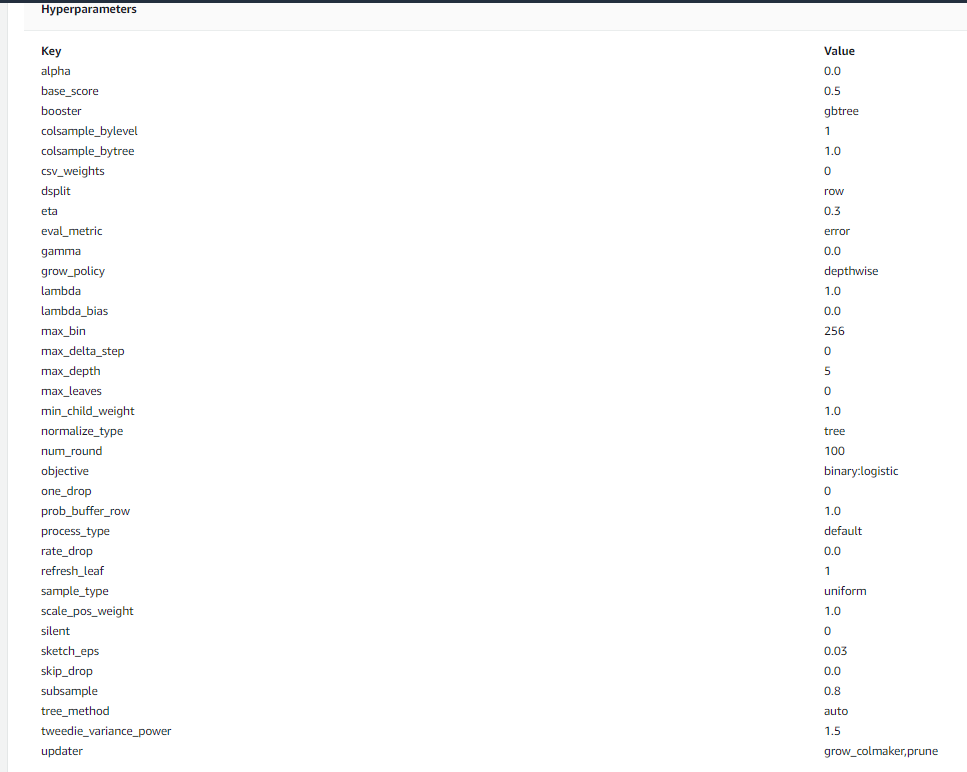 Hyperparameters
Key Value
alpha 0.0
base_score 0.5
booster gbtree
colsample_bylevel 1
colsample_bytree 1.0
csv_weights 0
dsplit row
eta 0.3
eval_metric error
gamma 0.0
grow_policy depthwise
lambda 1.0
lambda_bias 0.0
max_bin 256
max_delta_step 0
max_depth 5
max_leaves 0
min_child_weight 1.0
normalize_type tree
num_round 100
objective binary:logistic
one_drop 0
prob_buffer_row 1.0
process_type default
rate_drop 0.0
refresh_leaf 1
sample_type uniform
scale_pos_weight 1.0
silent 0
sketch_eps 0.03
skip_drop 0.0
subsample 0.8
tree_method auto
tweedie_variance_power 1.5
updater grow_colmaker,prune